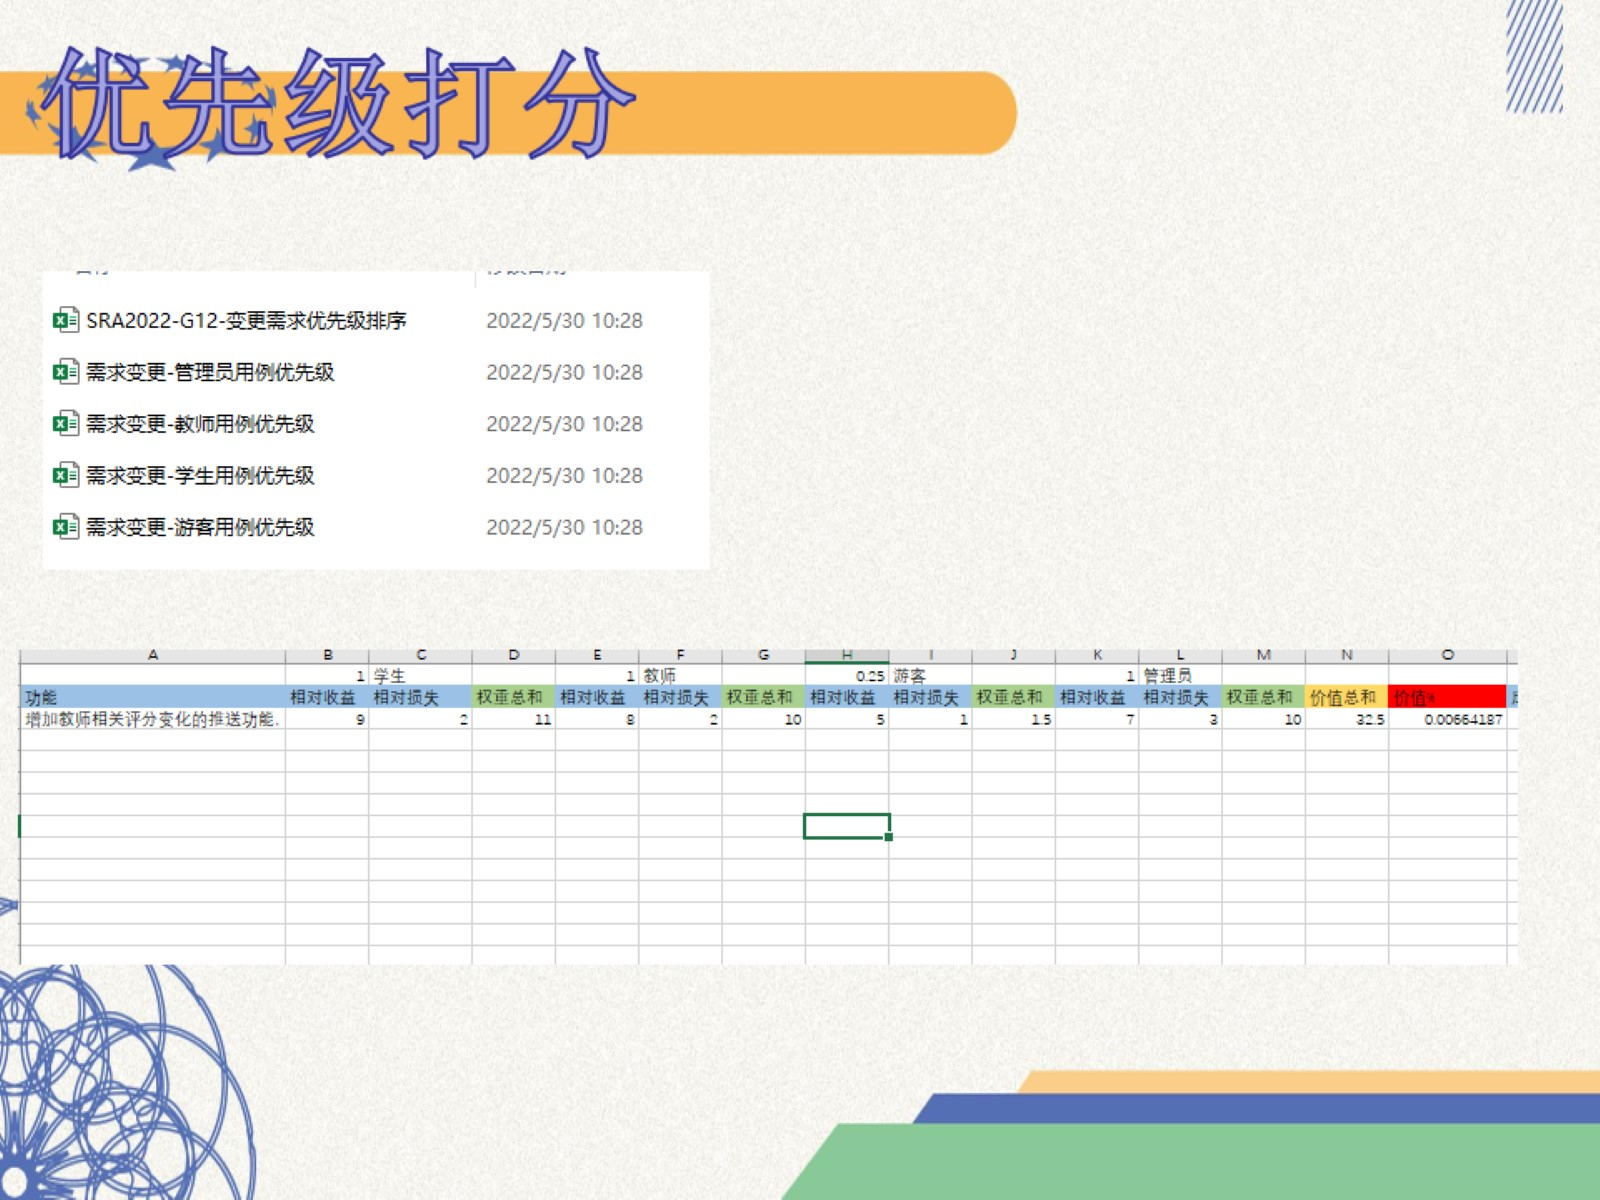 优先级打分
SRA2022-G12-变更需求优先级排序 2022/5/30 10:28
需求变更-管理员用例优先级 2022/5/30 10:28
需求变更-教师用例优先级 2022/5/30 10:28
需求变更-学生用例优先级 2022/5/30 10:28
需求变更-游客用例优先级 2022/5/30 10:28
A B C D E F G H I J K L M N O
1 学生 1 教师 0.25 游客 1 管理员
功能 相对收益 相对损失 权重总和 相对收益 相对损失 权重总和 相对收益 相对损失 权重总和 相对收益 相对损失 权重总和 价值总和 价值%
增加教师相关评分变化的推送功能. 9 2 11 8 2 10 5 1 1.5 7 3 10 32.5 0.00664187